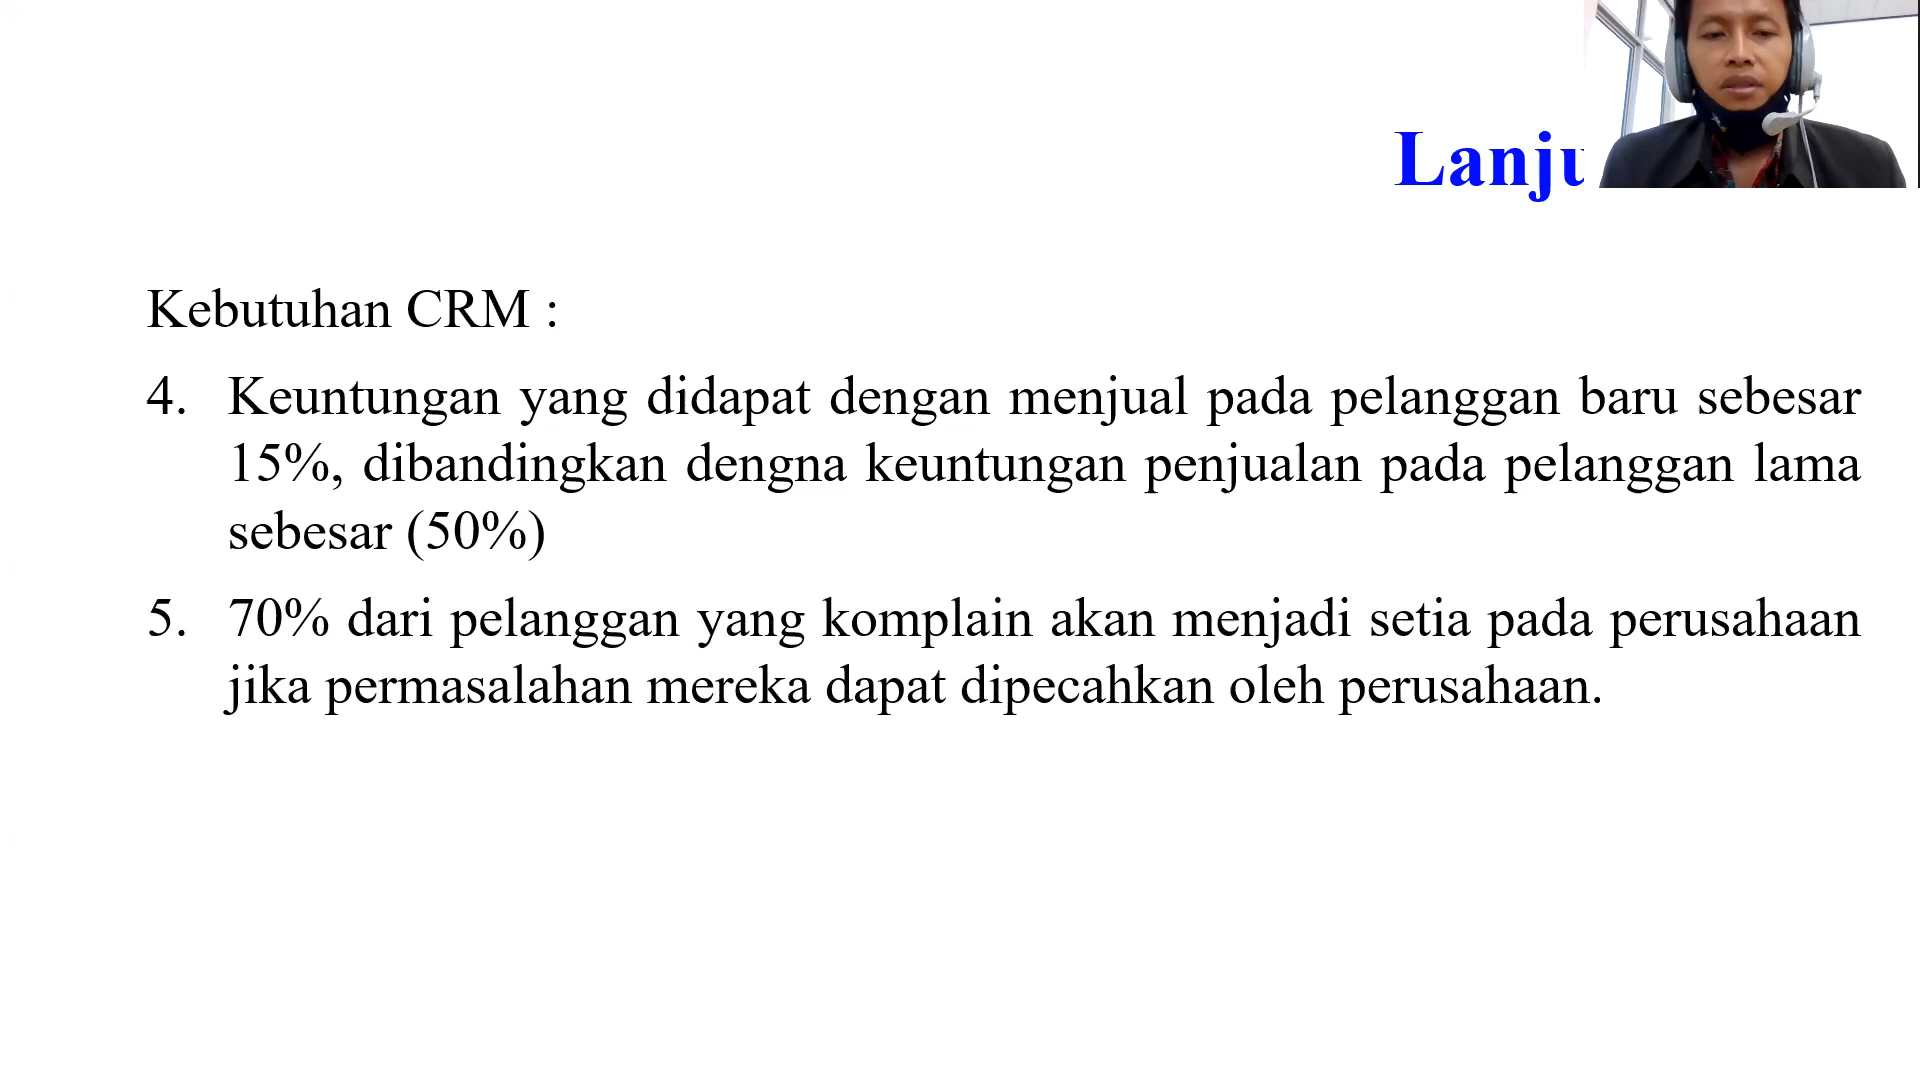 Kebutuhan CRM :
4. Keuntungan yang didapat dengan menjual pada pelanggan baru sebesar
15%, dibandingkan dengna keuntungan penjualan pada pelanggan lama
sebesar (50%)
5. 70% dari pelanggan yang komplain akan menjadi setia pada perusahaan
jika permasalahan mereka dapat dipecahkan oleh perusahaan.